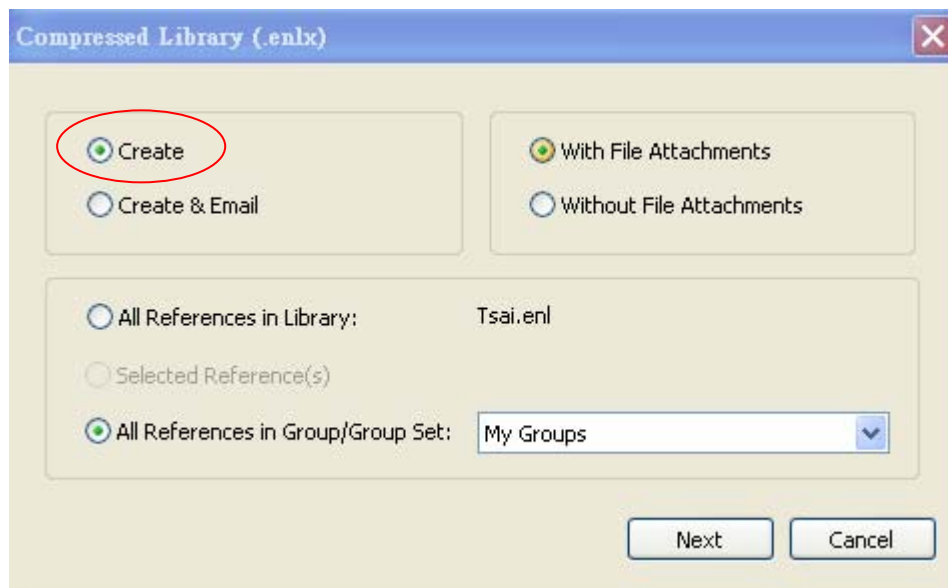 Compressed Library (.enlx)
Create
With File Attachments
Create & Email
Without File Attachments
All References in Library:
Tsai.enl
Selected Reference(s)
All References in Group/Group Set:
My Groups
Next
Cancel